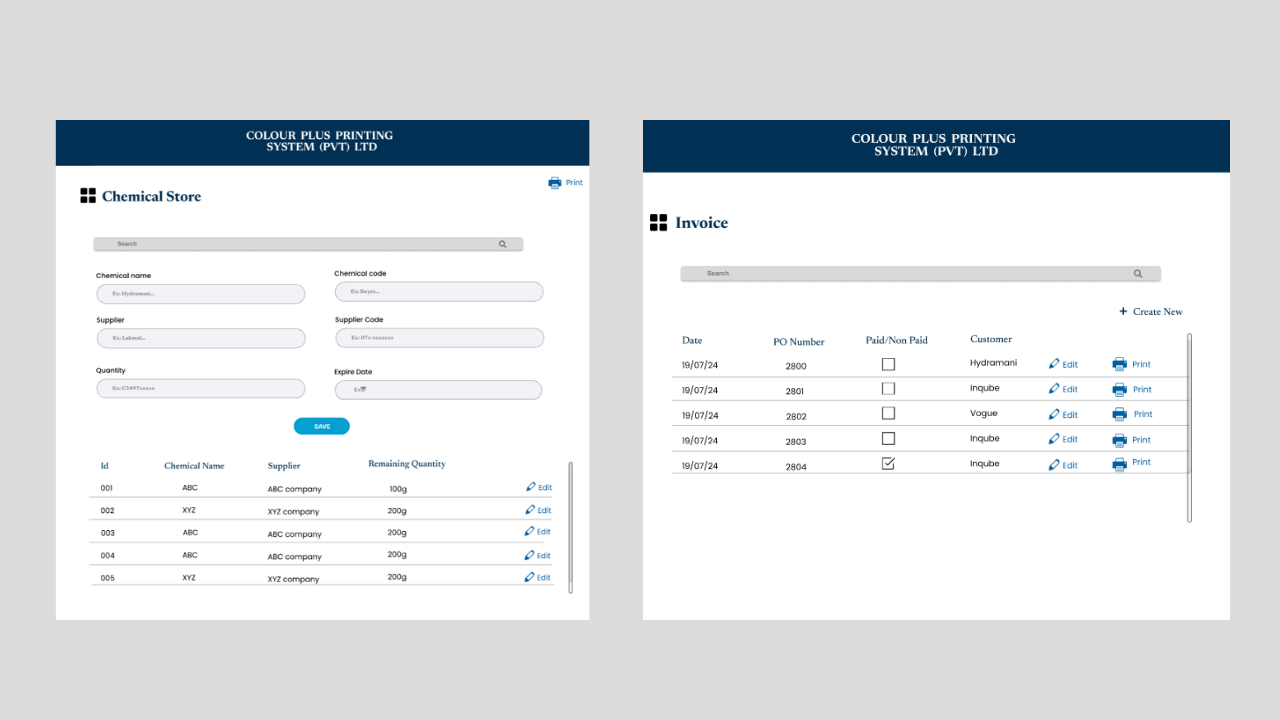 COLOUR PLUS PRINTING
SYSTEM (PVT) LTD
Print
Chemical Store
Search
Chemical name
Chemical code
Ex: Hydramani...
Ex: Boyer...
Supplier
Supplier Code
Ex: Lakmal...
Ex: 07x-xxxxxxx
Quantity
Expire Date
Ex: C3497xxxxx
SAVE
Id Chemical Name Supplier Remaining Quantity
001 ABC ABC company 100g Edit
002 XYZ XYZ company 200g Edit
003 ABC ABC company 200g Edit
004 ABC ABC company 200g Edit
005 XYZ XYZ company 200g Edit
COLOUR PLUS PRINTING
SYSTEM (PVT) LTD
Invoice
Search
+ Create New
Date PO Number Paid/Non Paid Customer
19/07/24 2800 Hydramani Edit Print
19/07/24 2801 Inqube Edit Print
19/07/24 2802 Vogue Edit Print
19/07/24 2803 Inqube Edit Print
19/07/24 2804 Inqube Edit Print